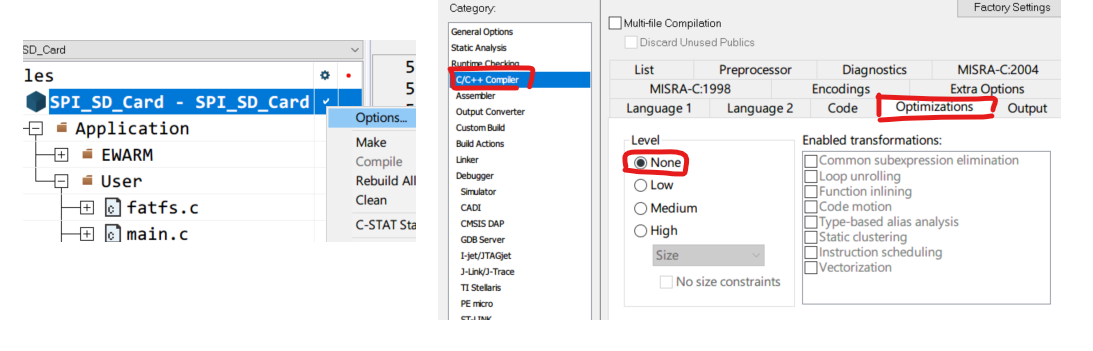 SD_Card
les
SPI_SD_Card - SPI_SD_Card
Application
EWARM
User
fatfs.c
main.c
5
5
Options...
Make
Compile
Rebuild All
Clean
C-STAT Sta
Category:
General Options
Static Analysis
Runtime Checking
C/C++ Compiler
Assembler
Output Converter
Custom Build
Build Actions
Linker
Debugger
Simulator
CADI
CMSIS DAP
GDB Server
I-jet/JTAGjet
J-Link/J-Trace
TI Stellaris
PE micro
ST-LINK
Factory Settings
Multi-file Compilation
Discard Unused Publics
List Preprocessor Diagnostics MISRA-C:2004
MISRA-C:1998 Encodings Extra Options
Language 1 Language 2 Code Optimizations Output
Level
None
Low
Medium
High
Size
No size constraints
Enabled transformations:
Common subexpression elimination
Loop unrolling
Function inlining
Code motion
Type-based alias analysis
Static clustering
Instruction scheduling
Vectorization